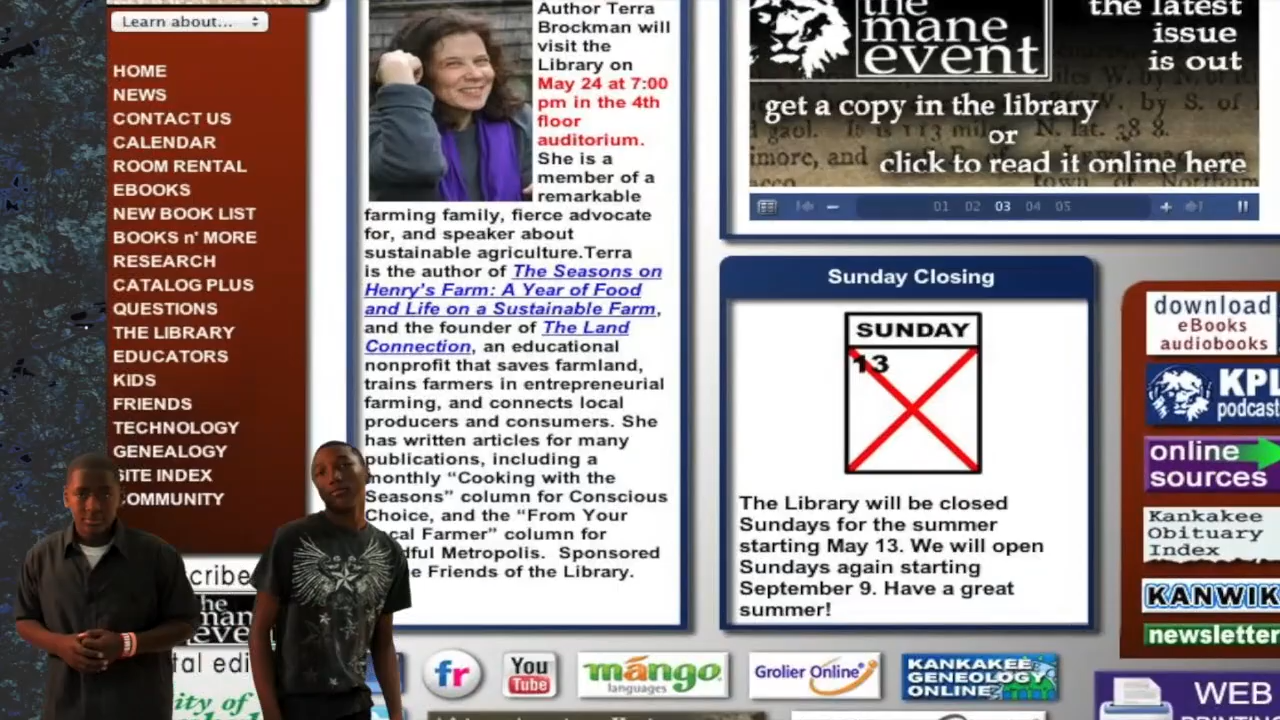 Learn about...
HOME
NEWS
CONTACT US
CALENDAR
ROOM RENTAL
EBOOKS
NEW BOOK LIST
BOOKS n' MORE
RESEARCH
CATALOG PLUS
QUESTIONS
THE LIBRARY
EDUCATORS
KIDS
FRIENDS
TECHNOLOGY
GENEALOGY
SITE INDEX
COMMUNITY
the
mane
event
Author Terra
Brockman will
visit the
Library on
May 24 at 7:00
pm in the 4th
floor
auditorium.
She is a
member of a
remarkable
farming family, fierce advocate
for, and speaker about
sustainable agriculture.Terra
is the author of The Seasons on
Henry's Farm: A Year of Food
and Life on a Sustainable Farm,
and the founder of The Land
Connection, an educational
nonprofit that saves farmland,
trains farmers in entrepreneurial
farming, and connects local
producers and consumers. She
has written articles for many
publications, including a
monthly “Cooking with the
Seasons” column for Conscious
Choice, and the “From Your
cal Farmer” column for
dful Metropolis. Sponsored
e Friends of the Library.
the
mane
event
the latest
issue
is out
get a copy in the library
or
click to read it online here
01 02 03 04 05
Sunday Closing
SUNDAY
13
The Library will be closed
Sundays for the summer
starting May 13. We will open
Sundays again starting
September 9. Have a great
summer!
download
eBooks
audiobooks
KPL
podcast
online
sources
Kankakee
Obituary
Index
KANWIK
newsletter
fr
You
Tube
mango
languages
Grolier Online
KANKAKEE
GENEOLOGY
ONLINE
WEB